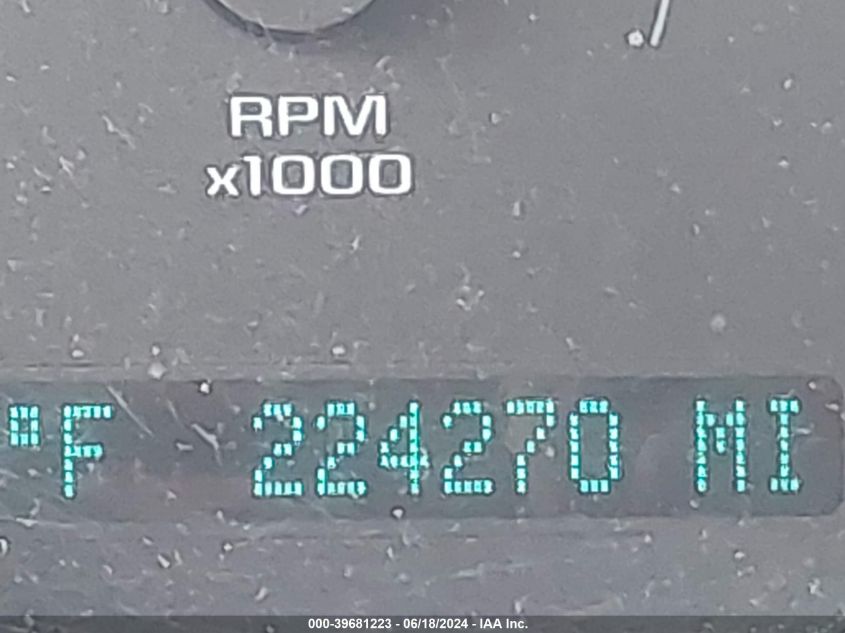 RPM
x1000
°F 224270 MI
000-39681223 - 06/18/2024 - IAA Inc.